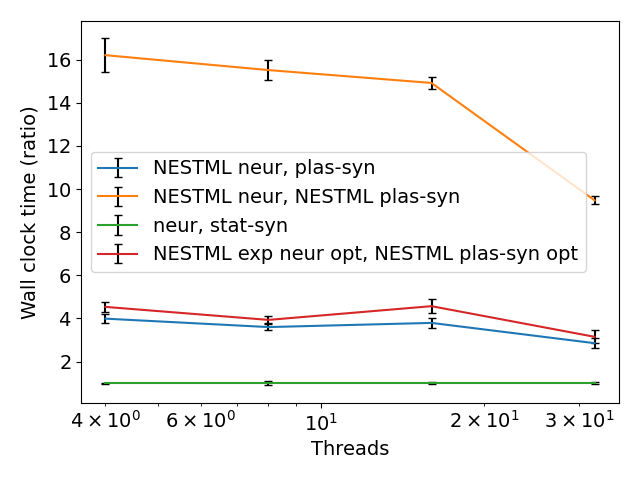 16
14
12
10
8
6
4
2
Wall clock time (ratio)
NESTML neur, plas-syn
NESTML neur, NESTML plas-syn
neur, stat-syn
NESTML exp neur opt, NESTML plas-syn opt
4 × 10⁰ 6 × 10⁰ 10¹ 2 × 10¹ 3 × 10¹
Threads